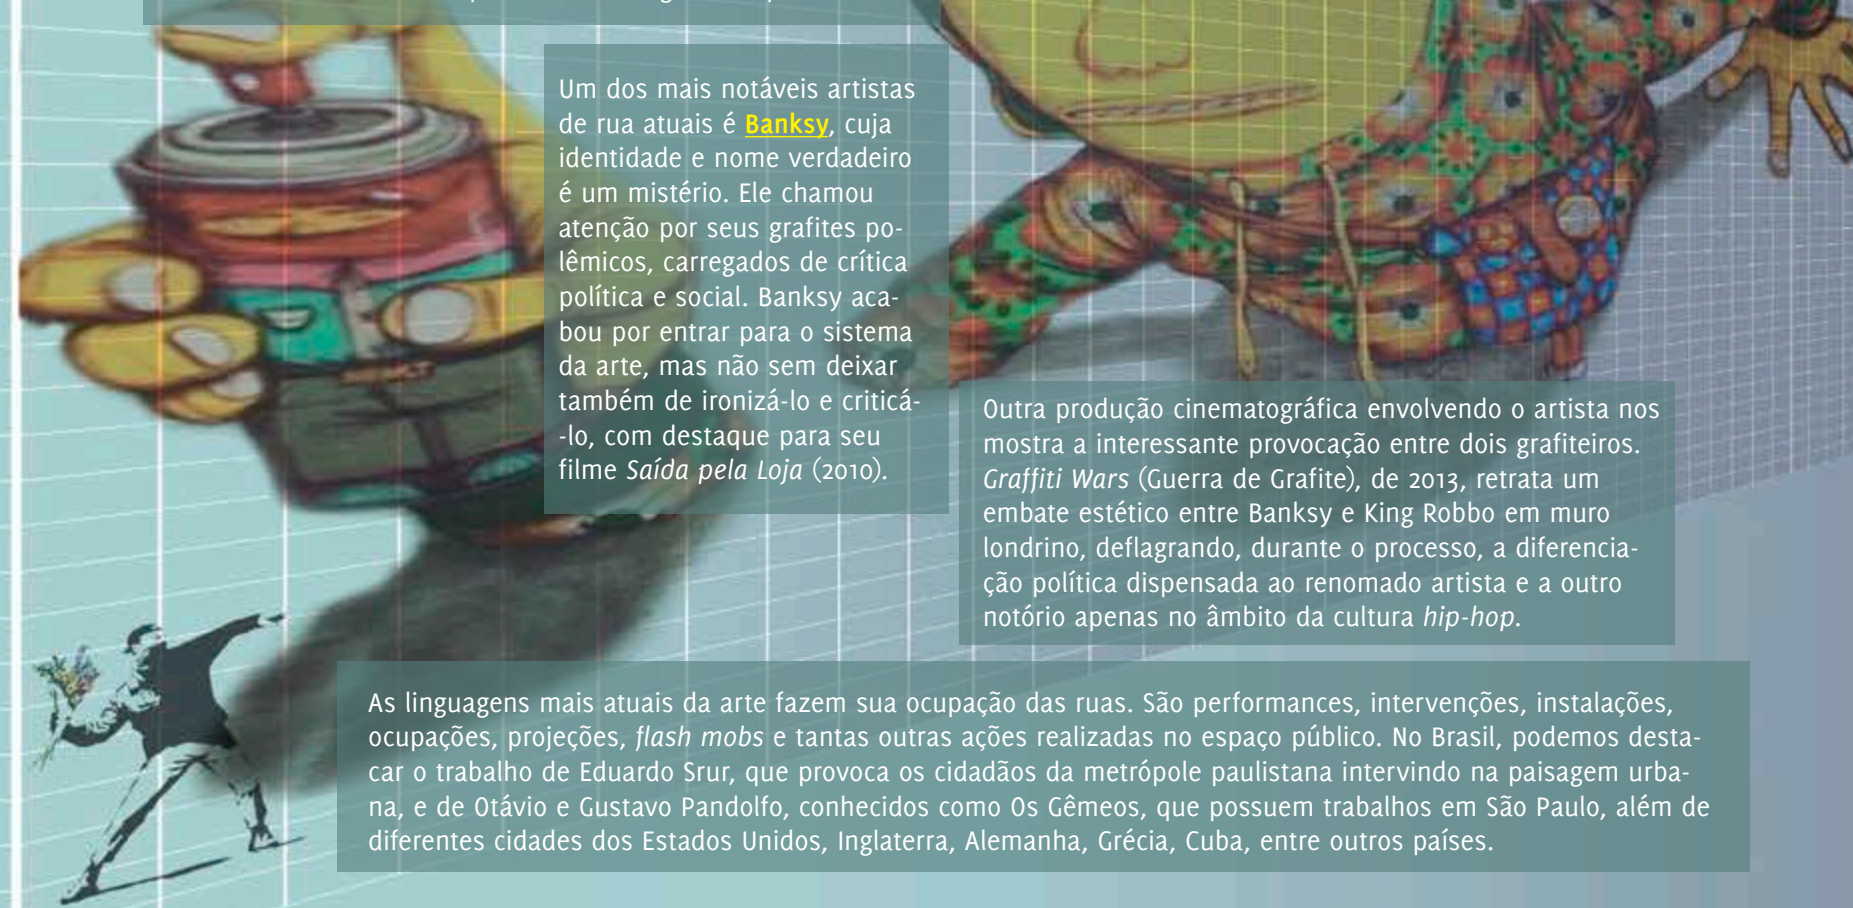 Um dos mais notáveis artistas
de rua atuais é Banksy, cuja
identidade e nome verdadeiro
é um mistério. Ele chamou
atenção por seus grafites po-
lêmicos, carregados de crítica
política e social. Banksy aca-
bou por entrar para o sistema
da arte, mas não sem deixar
também de ironizá-lo e criticá-
-lo, com destaque para seu
filme Saída pela Loja (2010).
Outra produção cinematográfica envolvendo o artista nos
mostra a interessante provocação entre dois grafiteiros.
Graffiti Wars (Guerra de Grafite), de 2013, retrata um
embate estético entre Banksy e King Robbo em muro
londrino, deflagrando, durante o processo, a diferencia-
ção política dispensada ao renomado artista e a outro
notório apenas no âmbito da cultura hip-hop.
As linguagens mais atuais da arte fazem sua ocupação das ruas. São performances, intervenções, instalações,
ocupações, projeções, flash mobs e tantas outras ações realizadas no espaço público. No Brasil, podemos desta-
car o trabalho de Eduardo Srur, que provoca os cidadãos da metrópole paulistana intervindo na paisagem urba-
na, e de Otávio e Gustavo Pandolfo, conhecidos como Os Gêmeos, que possuem trabalhos em São Paulo, além de
diferentes cidades dos Estados Unidos, Inglaterra, Alemanha, Grécia, Cuba, entre outros países.